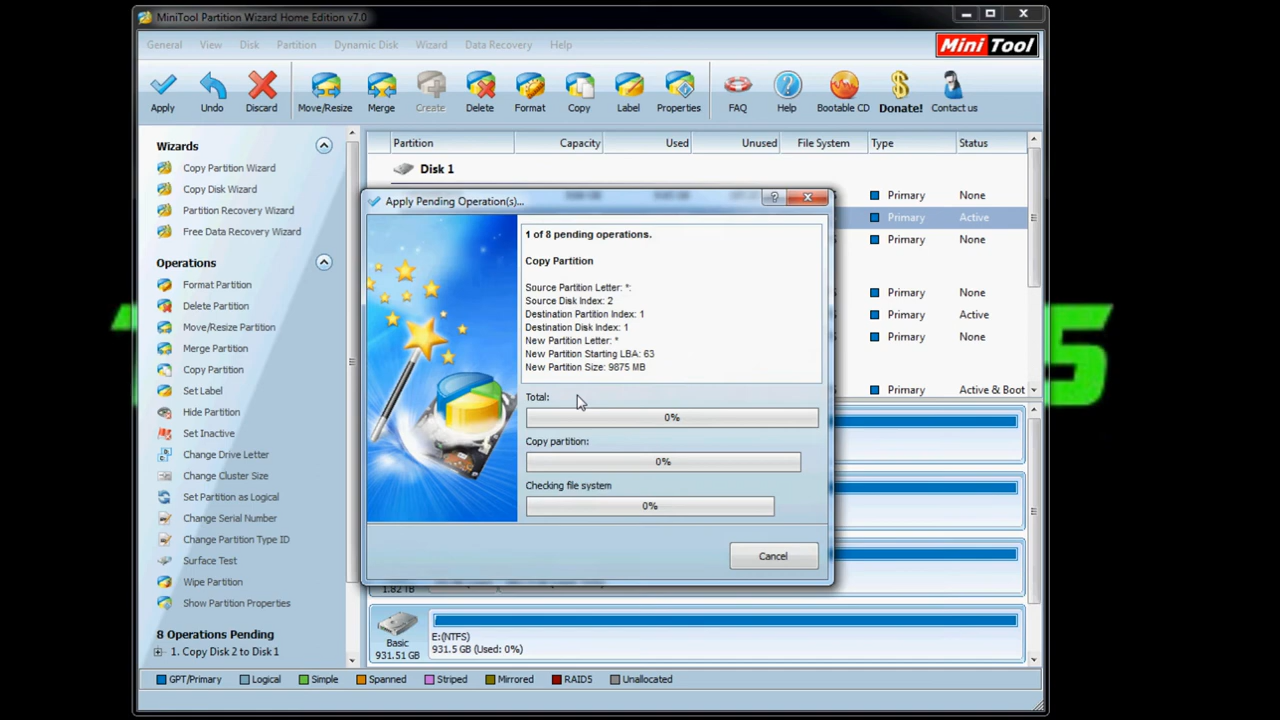 MiniTool Partition Wizard Home Edition v7.0
General View Disk Partition Dynamic Disk Wizard Data Recovery Help
Mini Tool
Apply Undo Discard Move/Resize Merge Create Delete Format Copy Label Properties FAQ Help Bootable CD Donate! Contact us
Wizards
Copy Partition Wizard
Copy Disk Wizard
Partition Recovery Wizard
Free Data Recovery Wizard
Operations
Format Partition
Delete Partition
Move/Resize Partition
Merge Partition
Copy Partition
Set Label
Hide Partition
Set Inactive
Change Drive Letter
Change Cluster Size
Set Partition as Logical
Change Serial Number
Change Partition Type ID
Surface Test
Wipe Partition
Show Partition Properties
8 Operations Pending
1. Copy Disk 2 to Disk 1
Partition Capacity Used Unused File System Type Status
Disk 1
Primary None
Primary Active
Primary None
Primary None
Primary Active
Primary None
Primary Active & Boot
Apply Pending Operation(s)...
1 of 8 pending operations.
Copy Partition
Source Partition Letter: *:
Source Disk Index: 2
Destination Partition Index: 1
Destination Disk Index: 1
New Partition Letter: *
New Partition Starting LBA: 63
New Partition Size: 9875 MB
Total:
0%
Copy partition:
0%
Checking file system
0%
Cancel
1.82 TB
Basic
931.51 GB
E:(NTFS)
931.5 GB (Used: 0%)
GPT/Primary Logical Simple Spanned Striped Mirrored RAID5 Unallocated
5